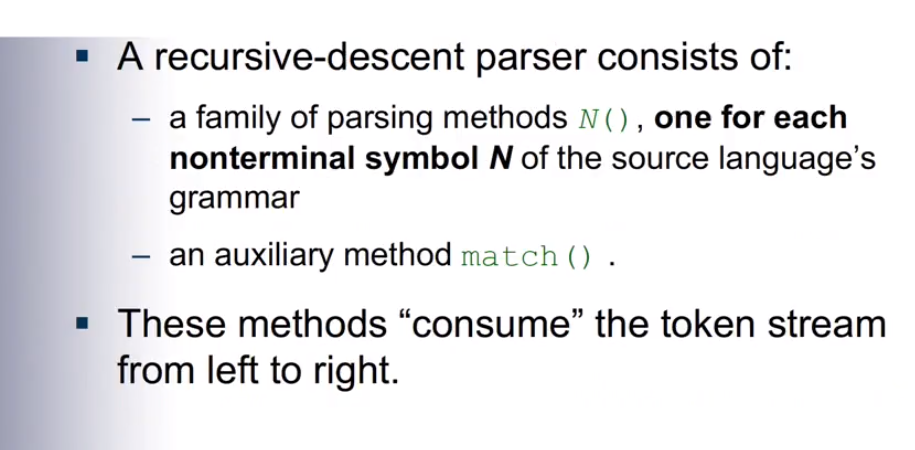 ▪ A recursive-descent parser consists of:
– a family of parsing methods N(), one for each
nonterminal symbol N of the source language’s
grammar
– an auxiliary method match() .
▪ These methods “consume” the token stream
from left to right.